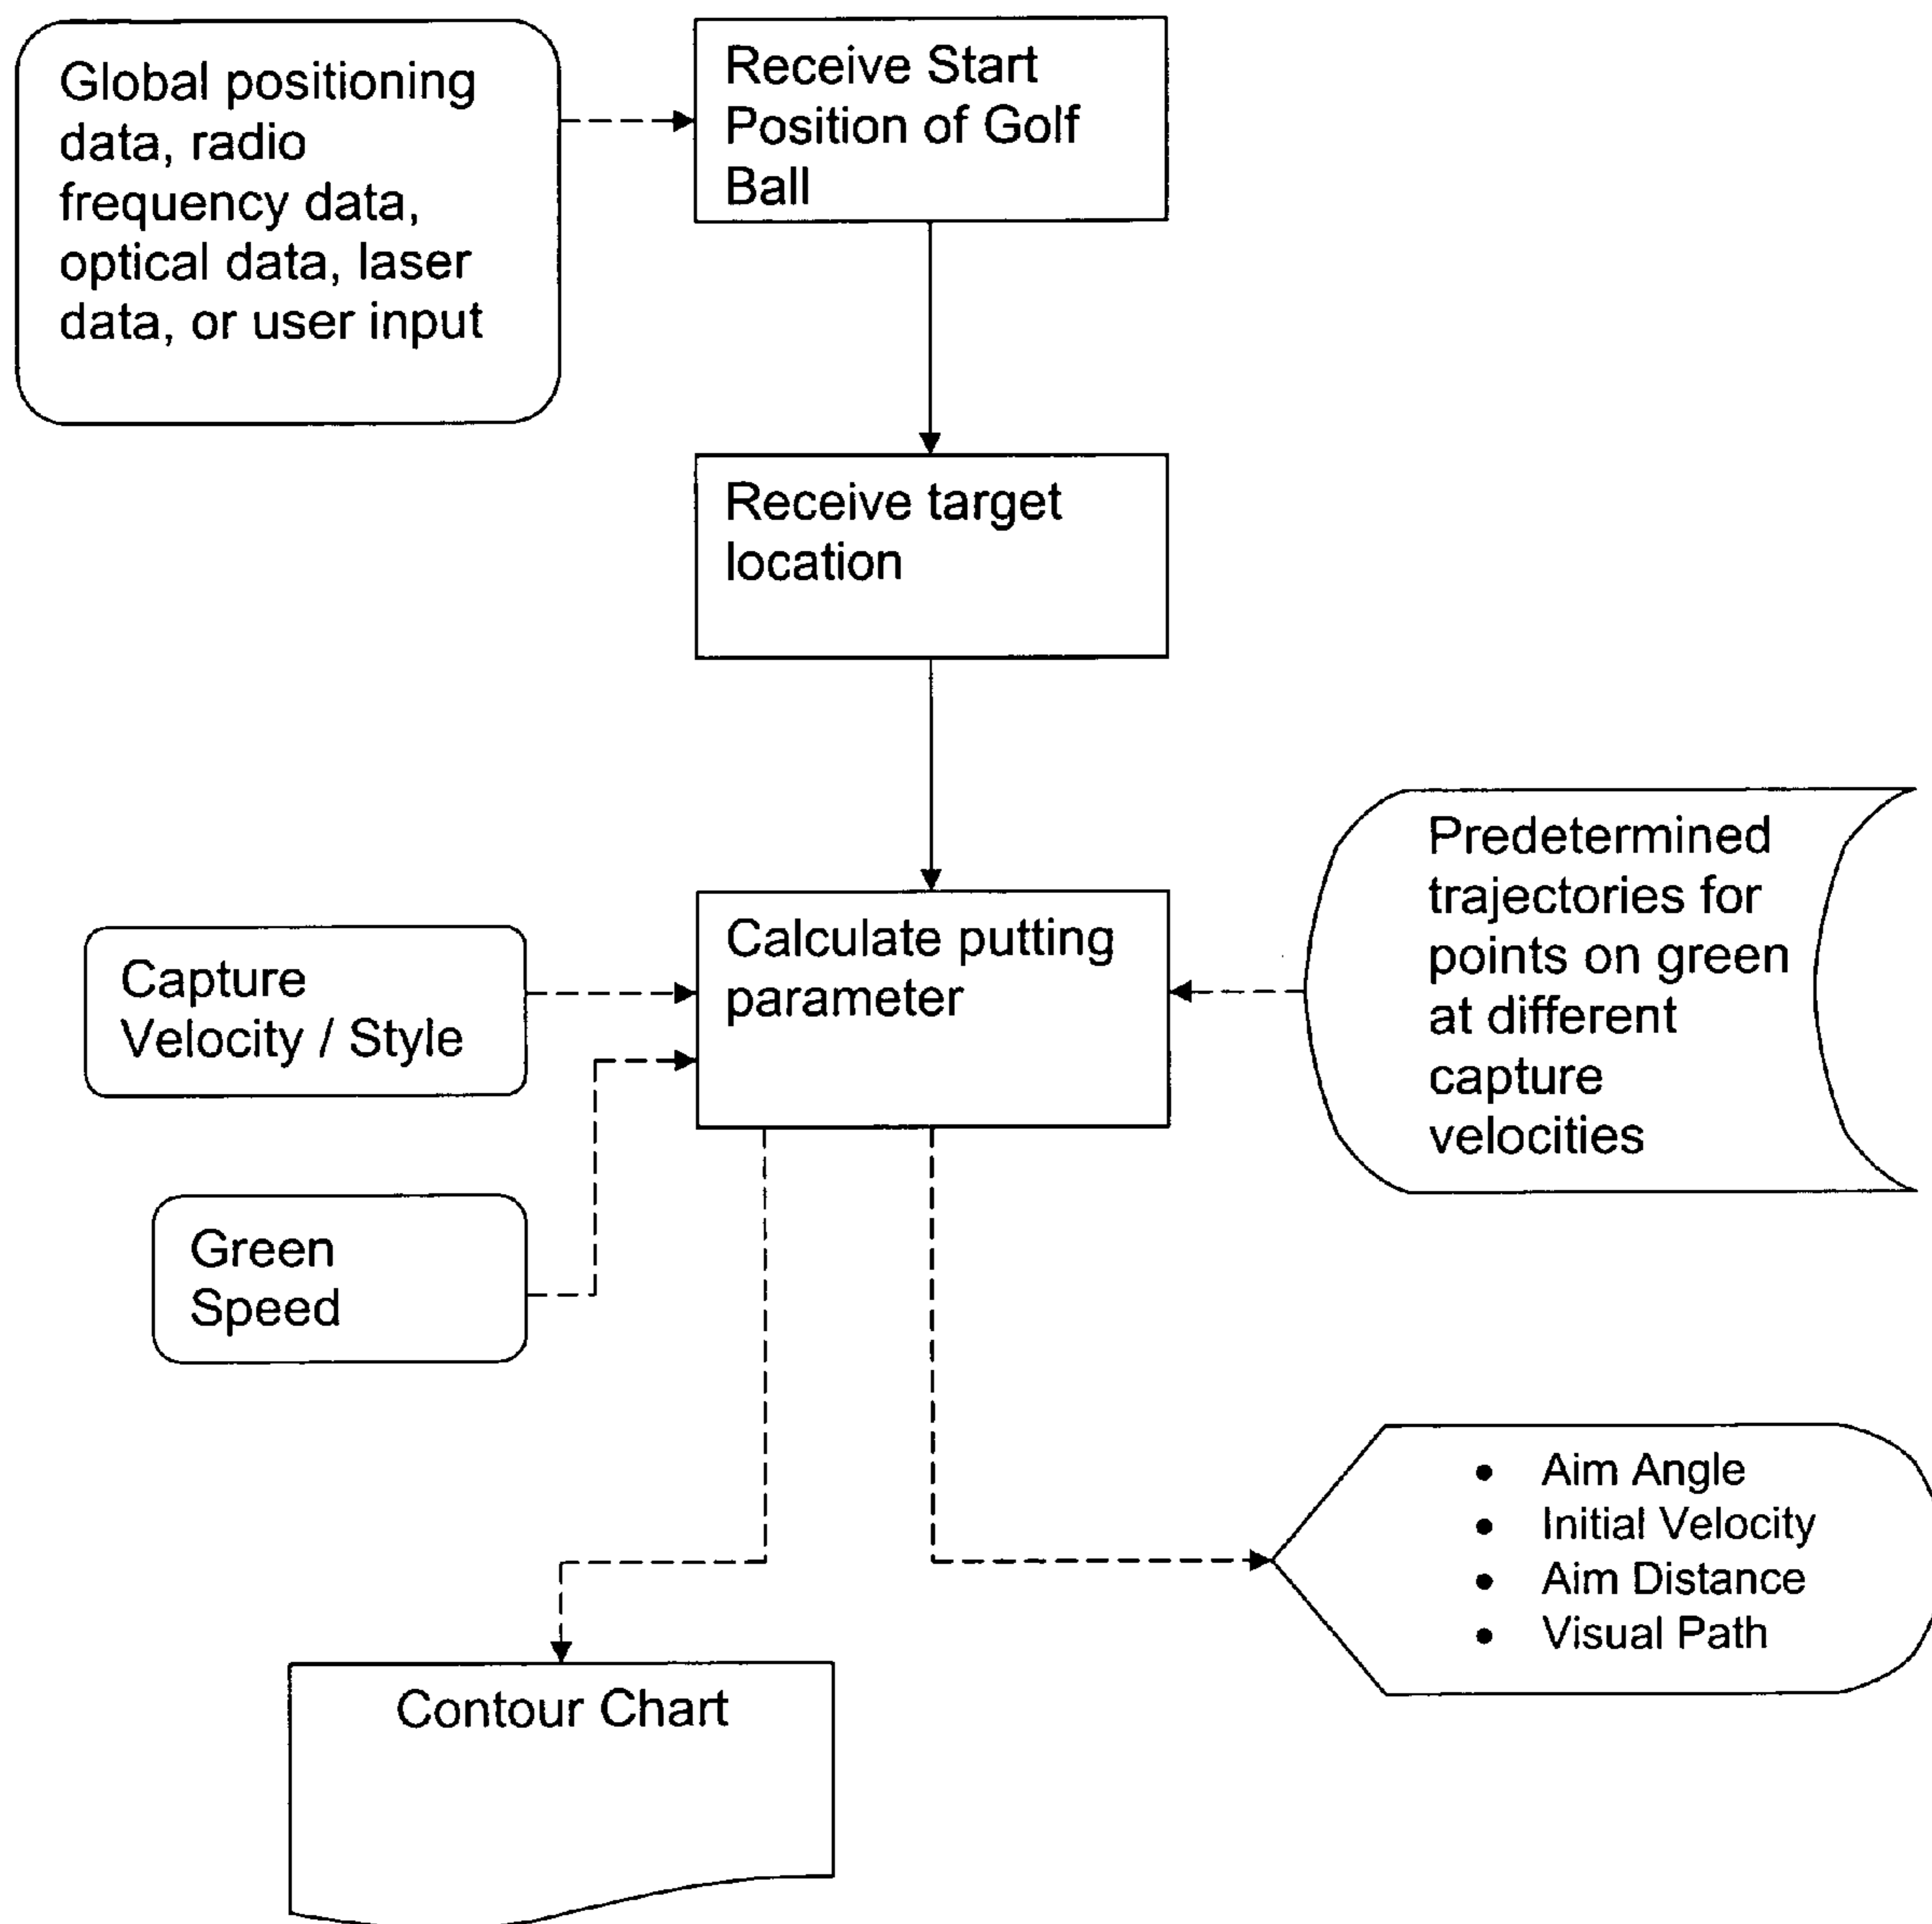 Global positioning
data, radio
frequency data,
optical data, laser
data, or user input
Receive Start
Position of Golf
Ball
Receive target
location
Capture
Velocity / Style
Calculate putting
parameter
Predetermined
trajectories for
points on green
at different
capture
velocities
Green
Speed
• Aim Angle
• Initial Velocity
• Aim Distance
• Visual Path
Contour Chart